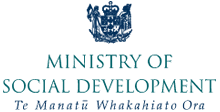 MINISTRY OF
SOCIAL DEVELOPMENT
Te Manatū Whakahiato Ora